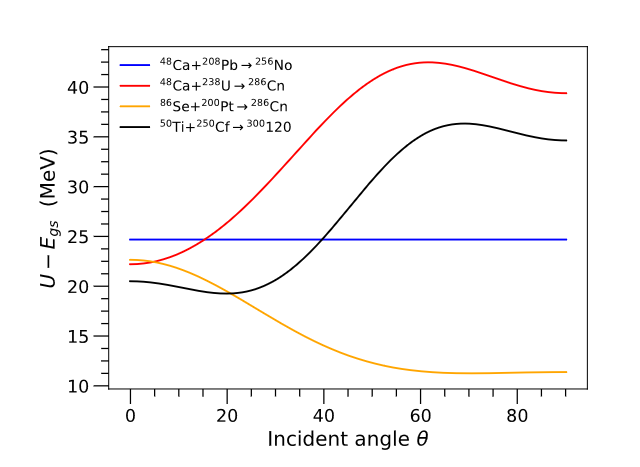 ⁴⁸Ca+²⁰⁸Pb→²⁵⁶No
⁴⁸Ca+²³⁸U→²⁸⁶Cn
⁸⁶Se+²⁰⁰Pt→²⁸⁶Cn
⁵⁰Ti+²⁵⁰Cf→³⁰⁰120
40
35
30
25
20
15
10
U − E_gs (MeV)
0 20 40 60 80
Incident angle θ